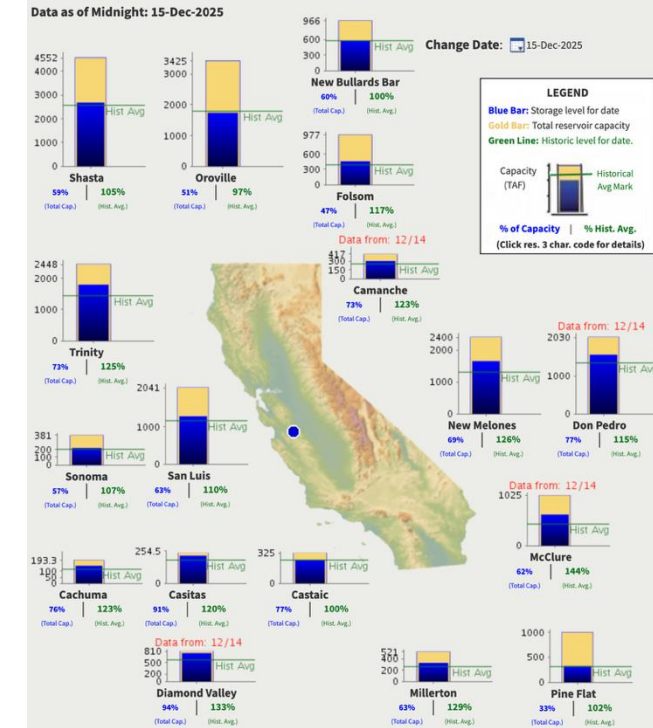 Data as of Midnight: 15-Dec-2025
Change Date: 15-Dec-2025
4552
3000
2000
1000
0
Hist Avg
Shasta
59% | 105%
(Total Cap.) (Hist. Avg.)
3425
3000
2000
1000
0
Hist Avg
Oroville
51% | 97%
(Total Cap.) (Hist. Avg.)
966
600
300
0
Hist Avg
New Bullards Bar
60% | 100%
(Total Cap.) (Hist. Avg.)
977
600
300
0
Hist Avg
Folsom
47% | 117%
(Total Cap.) (Hist. Avg.)
LEGEND
Blue Bar: Storage level for date
Gold Bar: Total reservoir capacity
Green Line: Historic level for date.
Capacity
(TAF)
Historical
Avg Mark
% of Capacity | % Hist. Avg.
(Click res. 3 char. code for details)
Data from: 12/14
417
300
150
0
Hist Avg
Camanche
73% | 123%
(Total Cap.) (Hist. Avg.)
2448
2000
1000
0
Hist Avg
Trinity
73% | 125%
(Total Cap.) (Hist. Avg.)
2400
2000
1000
0
Hist Avg
New Melones
69% | 126%
(Total Cap.) (Hist. Avg.)
Data from: 12/14
2030
1000
0
Hist Av
Don Pedro
77% | 115%
(Total Cap.) (Hist. Avg.)
381
200
100
0
Hist Avg
Sonoma
57% | 107%
(Total Cap.) (Hist. Avg.)
2041
1000
0
Hist Avg
San Luis
63% | 110%
(Total Cap.) (Hist. Avg.)
Data from: 12/14
1025
0
Hist Avg
McClure
62% | 144%
(Total Cap.) (Hist. Avg.)
193.3
100
50
0
Hist Avg
Cachuma
76% | 123%
(Total Cap.) (Hist. Avg.)
254.5
0
Hist Avg
Casitas
91% | 120%
(Total Cap.) (Hist. Avg.)
325
0
Hist Avg
Castaic
77% | 100%
(Total Cap.) (Hist. Avg.)
Data from: 12/14
810
500
200
0
Hist Avg
Diamond Valley
94% | 133%
(Total Cap.) (Hist. Avg.)
521
400
200
0
Hist Avg
Millerton
63% | 129%
(Total Cap.) (Hist. Avg.)
1000
500
0
Hist Avg
Pine Flat
33% | 102%
(Total Cap.) (Hist. Avg.)